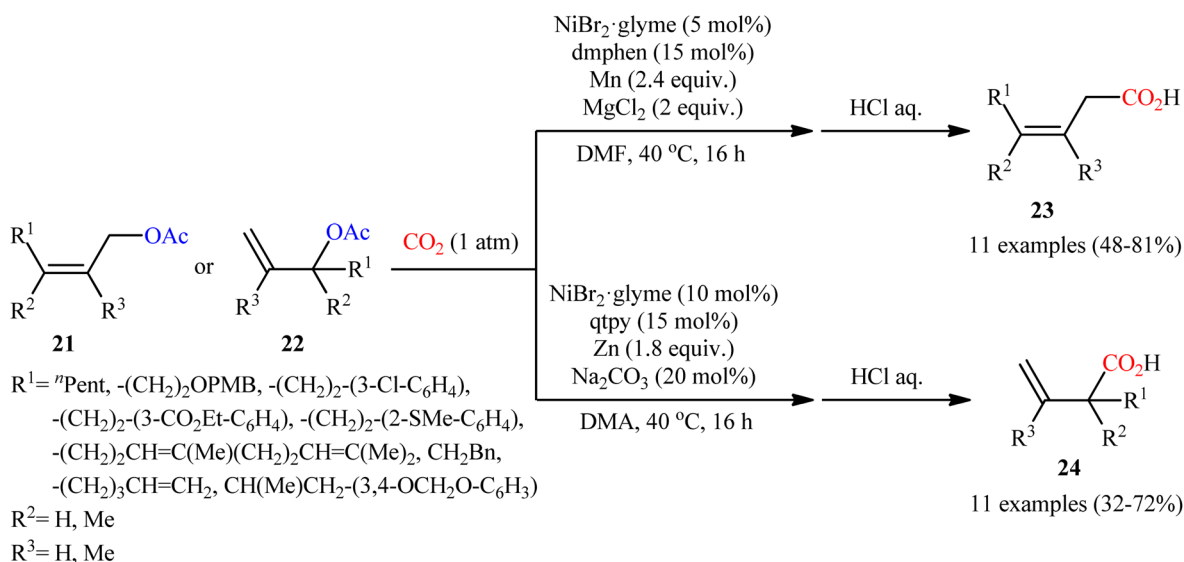 NiBr₂·glyme (5 mol%)
dmphen (15 mol%)
Mn (2.4 equiv.)
MgCl₂ (2 equiv.)
DMF, 40 °C, 16 h
HCl aq.
R¹
R²
R³
CO₂H
23
11 examples (48-81%)
R¹
R²
R³
OAc
21
or
OAc
R¹
R²
R³
22
CO₂ (1 atm)
NiBr₂·glyme (10 mol%)
qtpy (15 mol%)
Zn (1.8 equiv.)
Na₂CO₃ (20 mol%)
DMA, 40 °C, 16 h
HCl aq.
CO₂H
R¹
R²
R³
24
11 examples (32-72%)
R¹= ⁿPent, -(CH₂)₂OPMB, -(CH₂)₂-(3-Cl-C₆H₄),
-(CH₂)₂-(3-CO₂Et-C₆H₄), -(CH₂)₂-(2-SMe-C₆H₄),
-(CH₂)₂CH=C(Me)(CH₂)₂CH=C(Me)₂, CH₂Bn,
-(CH₂)₃CH=CH₂, CH(Me)CH₂-(3,4-OCH₂O-C₆H₃)
R²= H, Me
R³= H, Me